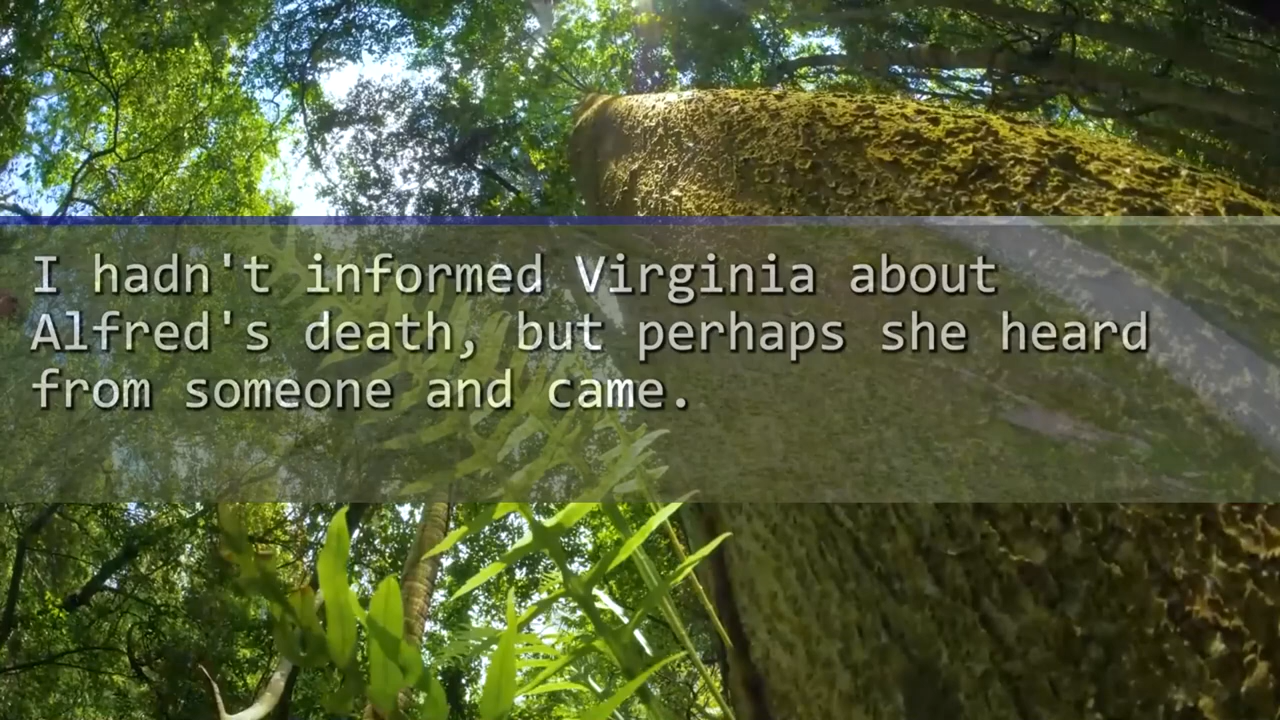 I hadn't informed Virginia about
Alfred's death, but perhaps she heard
from someone and came.